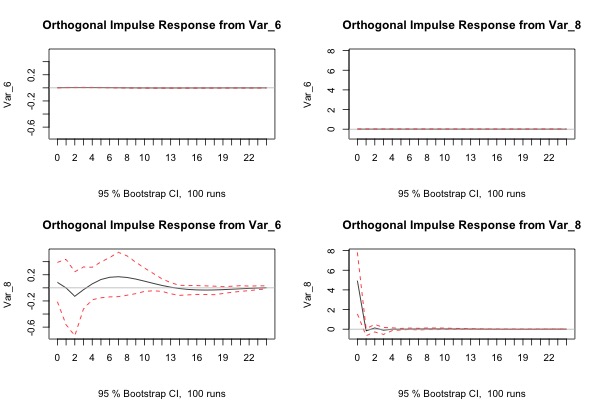 Orthogonal Impulse Response from Var_6
Var_6
0.2
-0.2
-0.6
0 2 4 6 8 10 13 16 19 22
95 % Bootstrap CI, 100 runs
Orthogonal Impulse Response from Var_8
Var_6
8
6
4
2
0
0 2 4 6 8 10 13 16 19 22
95 % Bootstrap CI, 100 runs
Orthogonal Impulse Response from Var_6
Var_8
0.2
-0.2
-0.6
0 2 4 6 8 10 13 16 19 22
95 % Bootstrap CI, 100 runs
Orthogonal Impulse Response from Var_8
Var_8
8
6
4
2
0
0 2 4 6 8 10 13 16 19 22
95 % Bootstrap CI, 100 runs